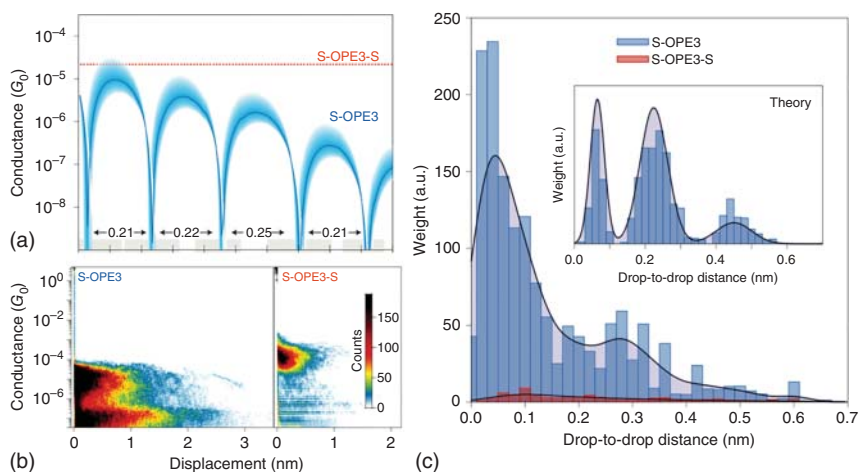 (a)
Conductance (G₀)
10⁻⁴
10⁻⁵
10⁻⁶
10⁻⁷
10⁻⁸
S-OPE3-S
S-OPE3
0.21
0.22
0.25
0.21
(b)
Conductance (G₀)
10⁰
10⁻²
10⁻⁴
10⁻⁶
S-OPE3
S-OPE3-S
Counts
150
100
50
0
0 1 2 3 0 1 2
Displacement (nm)
(c)
Weight (a.u.)
250
200
150
100
50
0
S-OPE3
S-OPE3-S
Theory
Weight (a.u.)
0.0 0.2 0.4 0.6
Drop-to-drop distance (nm)
0.0 0.1 0.2 0.3 0.4 0.5 0.6 0.7
Drop-to-drop distance (nm)